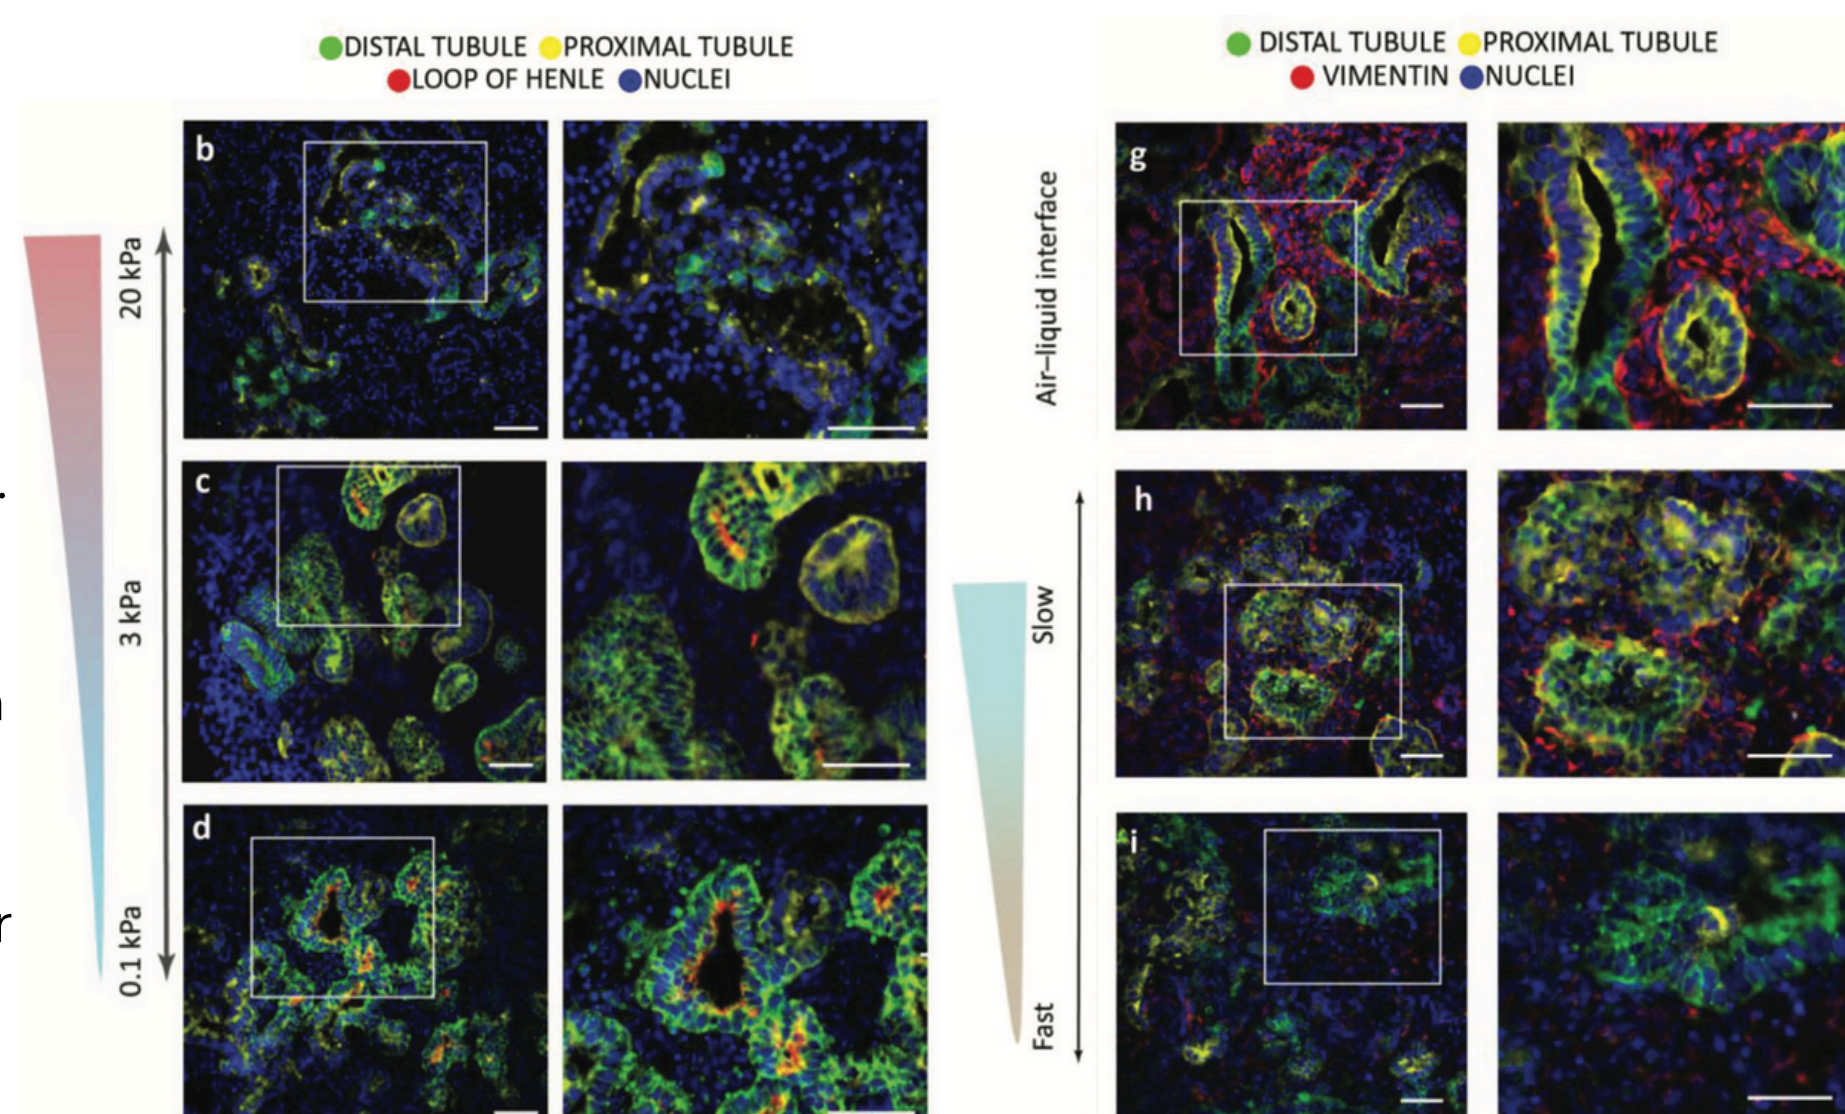 DISTAL TUBULE PROXIMAL TUBULE
LOOP OF HENLE NUCLEI
b
c
d
20 kPa
3 kPa
0.1 kPa
DISTAL TUBULE PROXIMAL TUBULE
VIMENTIN NUCLEI
Air–liquid interface
Slow
Fast
g
h
i